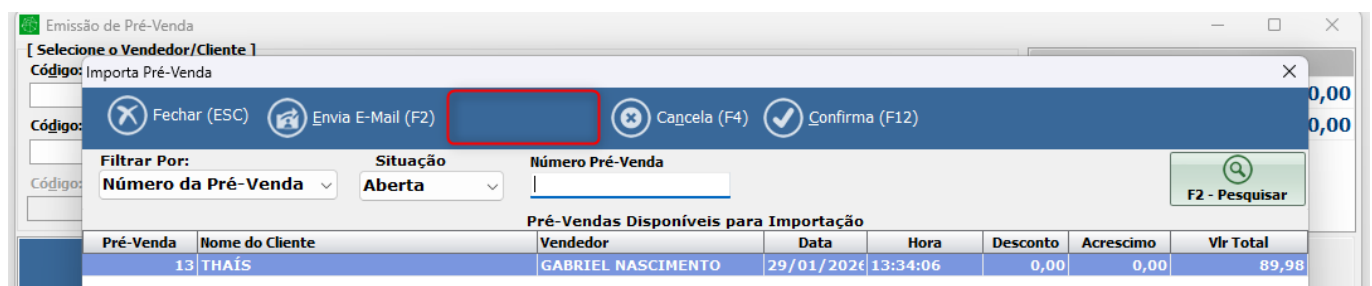 Emissão de Pré-Venda
[ Selecione o Vendedor/Cliente ]
Código:
Importa Pré-Venda
0,00
Fechar (ESC) Envia E-Mail (F2) Cancela (F4) Confirma (F12)
Código:
0,00
Filtrar Por: Situação Número Pré-Venda
Código:
Número da Pré-Venda Aberta
F2 - Pesquisar
Pré-Vendas Disponíveis para Importação
Pré-Venda Nome do Cliente Vendedor Data Hora Desconto Acrescimo Vlr Total
13 THAÍS GABRIEL NASCIMENTO 29/01/2026 13:34:06 0,00 0,00 89,98